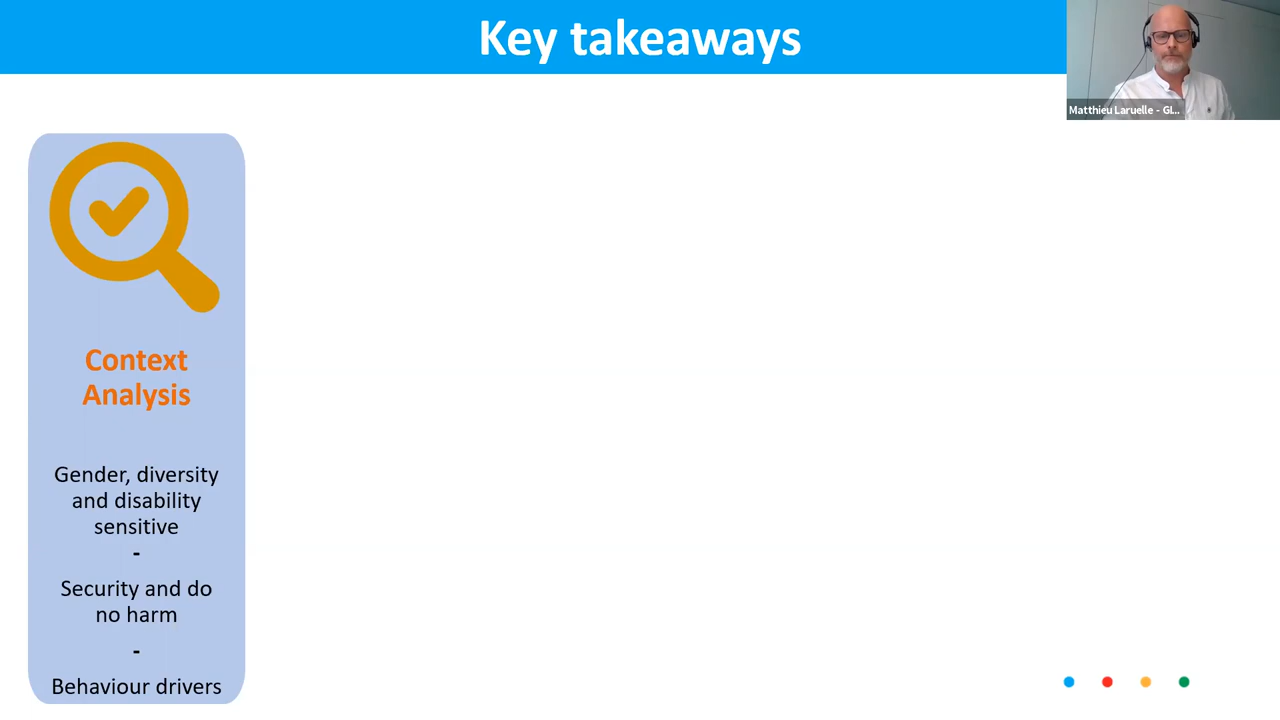 Key takeaways
Matthieu Laruelle - Gl...
Context
Analysis
Gender, diversity
and disability
sensitive
-
Security and do
no harm
-
Behaviour drivers